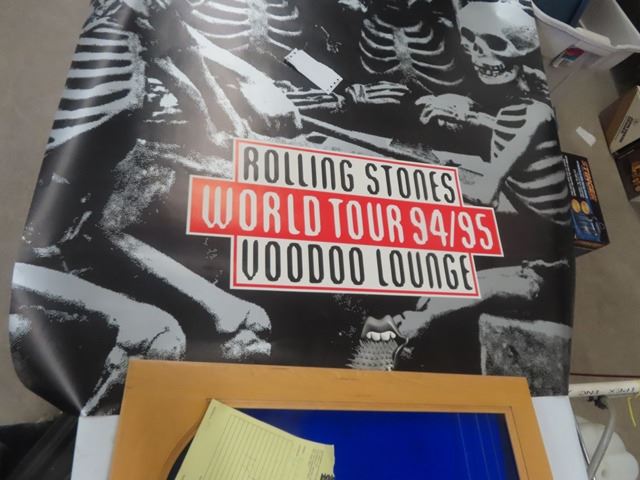 ROLLING STONES
WORLD TOUR 94/95
VOODOO LOUNGE